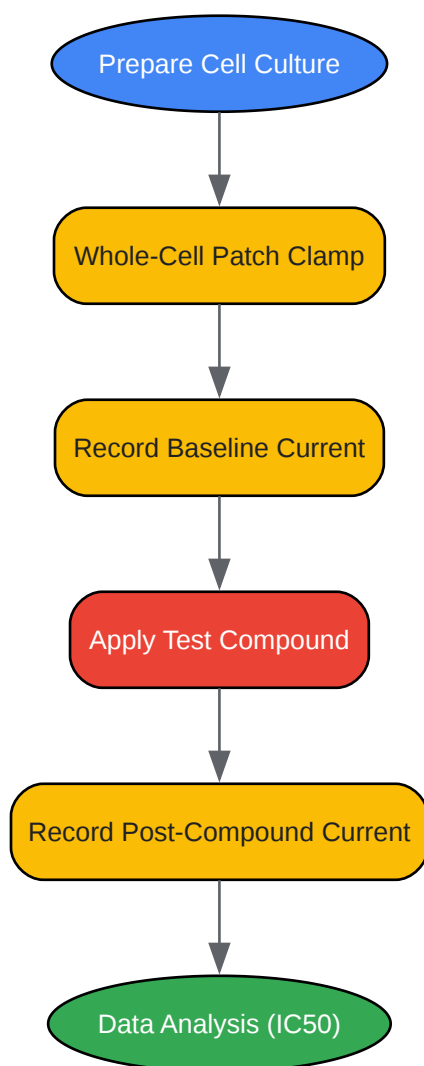 Prepare Cell Culture
Whole-Cell Patch Clamp
Record Baseline Current
Apply Test Compound
Record Post-Compound Current
Data Analysis (IC50)